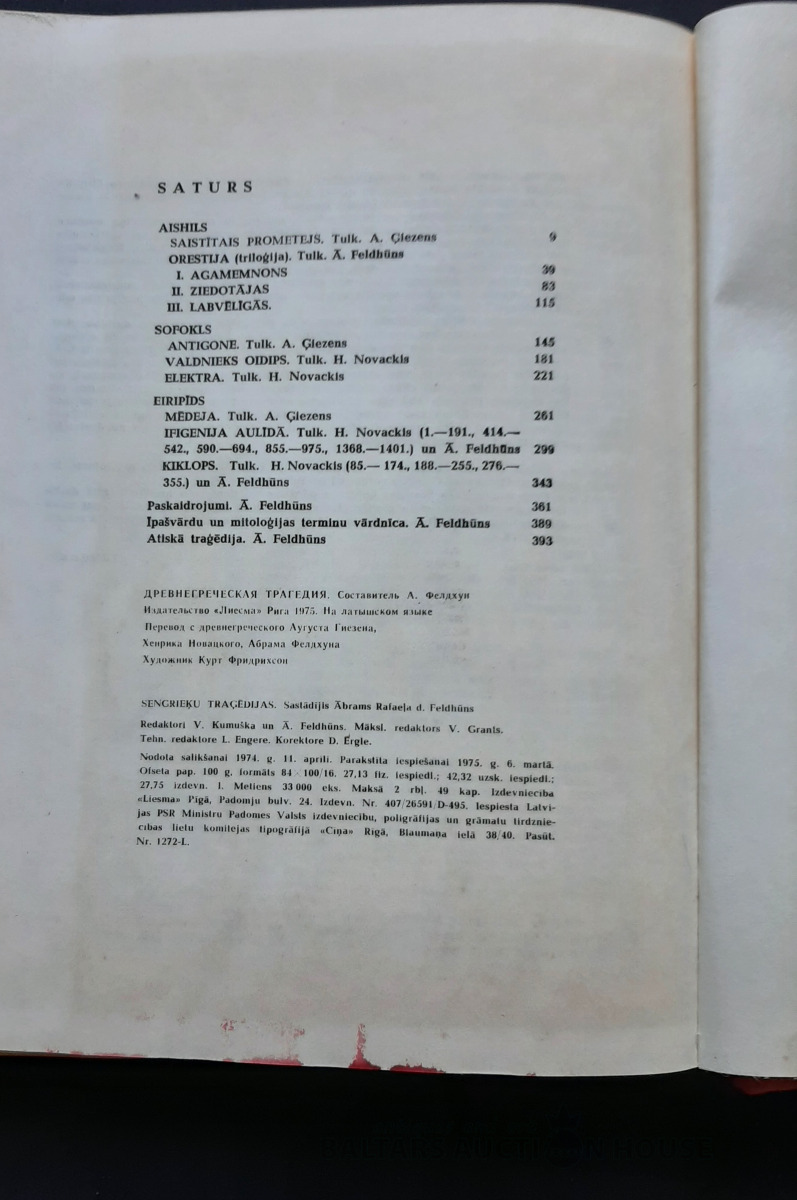 SATURS
AISHILS
SAISTĪTAIS PROMETEJS. Tulk. A. Ģiezens 9
ORESTIJA (triloģija). Tulk. Ā. Feldhūns
I. AGAMEMNONS 39
II. ZIEDOTĀJAS 83
III. LABVĒLĪGĀS. 115
SOFOKLS
ANTIGONE. Tulk. A. Ģiezens 145
VALDNIEKS OIDIPS. Tulk. H. Novackis 181
ELEKTRA. Tulk. H. Novackis 221
EIRIPĪDS
MĒDEJA. Tulk. A. Ģiezens 261
IFIGENIJA AULĪDĀ. Tulk. H. Novackis (1.—191., 414.—
542., 590.—694., 855.—975., 1368.—1401.) un Ā. Feldhūns 299
KIKLOPS. Tulk. H. Novackis (85.— 174., 188.—255., 276.—
355.) un Ā. Feldhūns 343
Paskaidrojumi. Ā. Feldhūns 361
Īpašvārdu un mitoloģijas terminu vārdnīca. Ā. Feldhūns 389
Atiskā traģēdija. Ā. Feldhūns 393
ДРЕВНЕГРЕЧЕСКАЯ ТРАГЕДИЯ. Составитель А. Фелдхун
Издательство «Лиесма» Рига 1975. На латышском языке
Перевод с древнегреческого Аугуста Гиезена,
Хенрика Новацкого, Абрама Фелдхуна
Художник Курт Фридрихсон
SENGRIEĶU TRAĢĒDIJAS. Sastādījis Ābrams Rafaeļa d. Feldhūns
Redaktori V. Kumuška un Ā. Feldhūns. Māksl. redaktors V. Grants.
Tehn. redaktore L. Engere. Korektore D. Ērgle.
Nodota salikšanai 1974. g. 11. aprīlī. Parakstīta iespiešanai 1975. g. 6. martā.
Ofseta pap. 100 g, formāts 84×100/16. 27,13 fiz. iespiedl.; 42,32 uzsk. iespiedl.;
27,75 izdevn. l. Metiens 33 000 eks. Maksā 2 rbļ. 49 kap. Izdevniecība
«Liesma» Rīgā, Padomju bulv. 24. Izdevn. Nr. 407/26591/D-495. Iespiesta Latvi-
jas PSR Ministru Padomes Valsts izdevniecību, poligrāfijas un grāmatu tirdznie-
cības lietu komitejas tipogrāfijā «Cīņa» Rīgā, Blaumaņa ielā 38/40. Pasūt.
Nr. 1272-L.
BALTARS AUCTION HOUSE